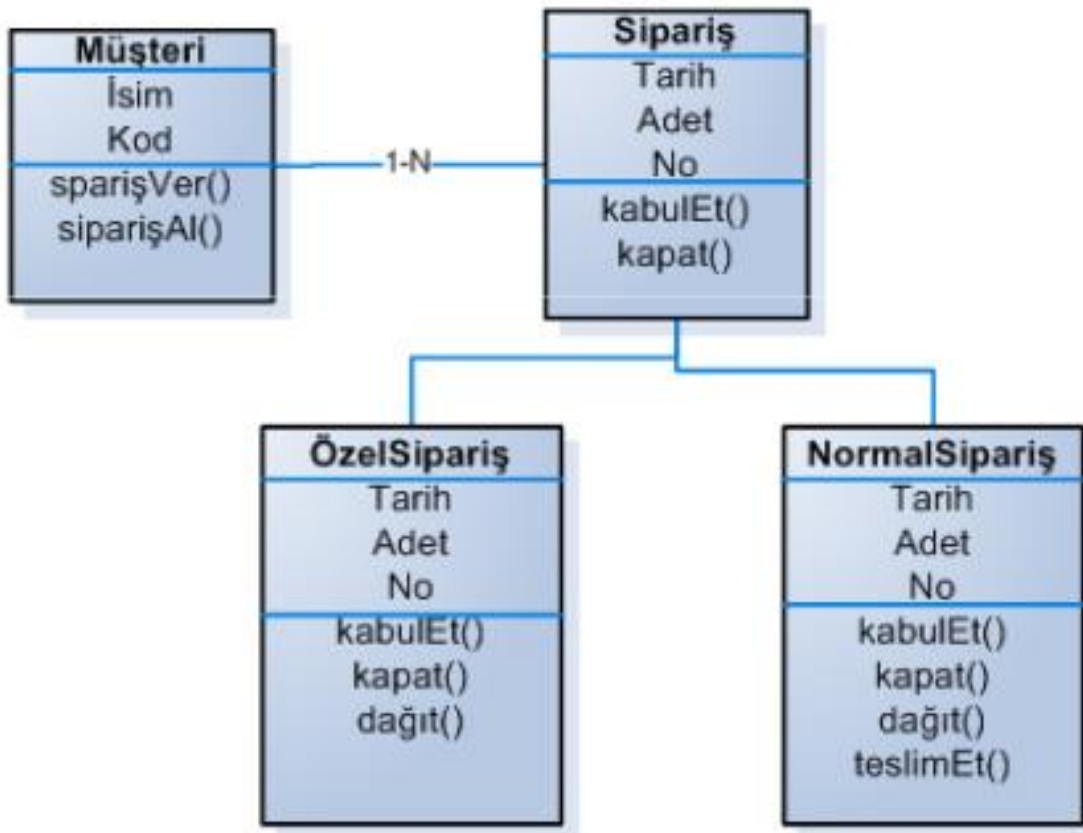 Müşteri
İsim
Kod
sparişVer()
siparişAl()
1-N
Sipariş
Tarih
Adet
No
kabulEt()
kapat()
ÖzelSipariş
Tarih
Adet
No
kabulEt()
kapat()
dağıt()
NormalSipariş
Tarih
Adet
No
kabulEt()
kapat()
dağıt()
teslimEt()